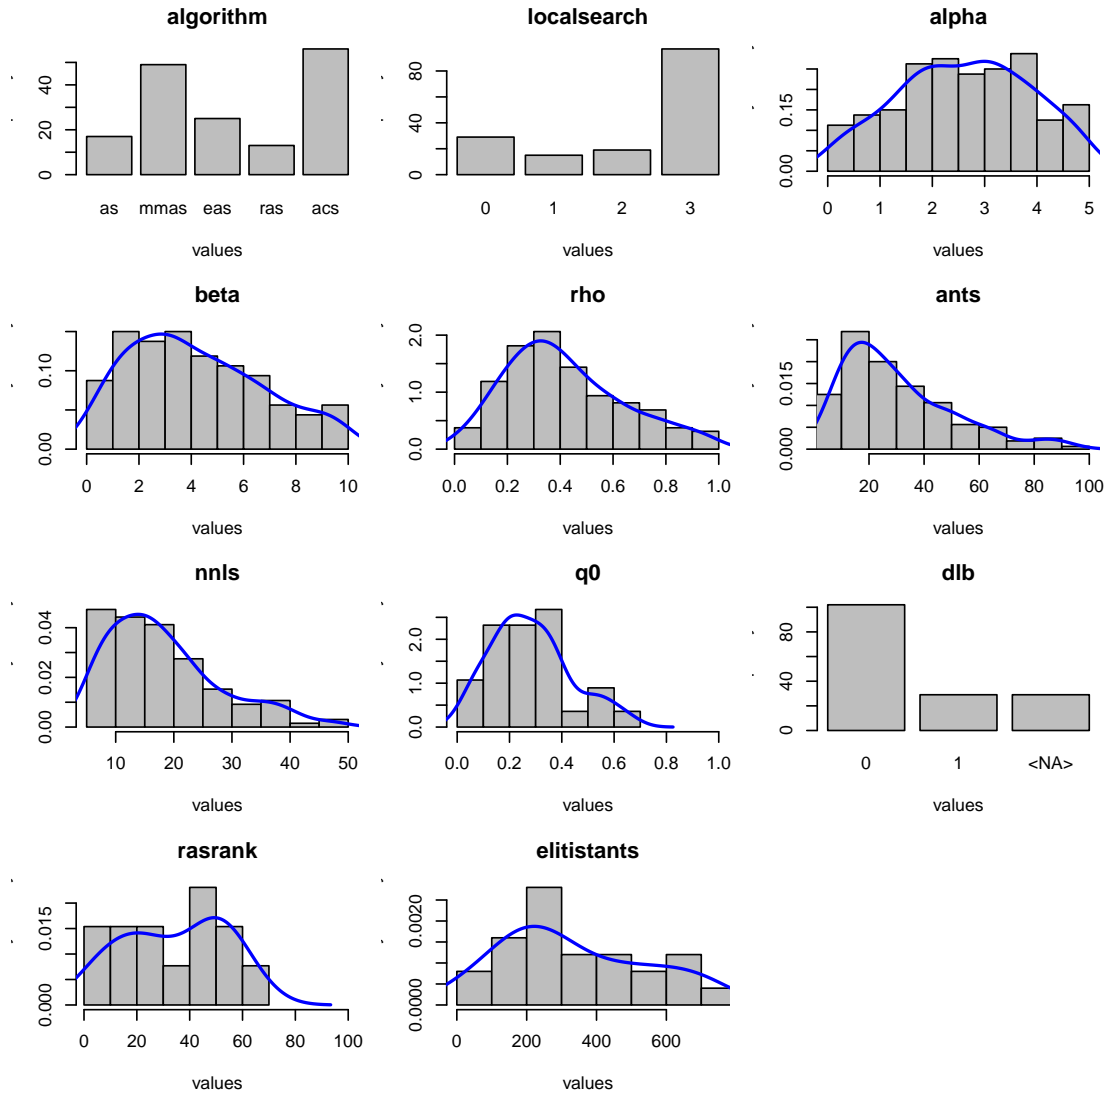 algorithm
0 20 40
as mmas eas ras acs
values
localsearch
0 40 80
0 1 2 3
values
alpha
0.00 0.15
0 1 2 3 4 5
values
beta
0.00 0.10
0 2 4 6 8 10
values
rho
0.0 1.0 2.0
0.0 0.2 0.4 0.6 0.8 1.0
values
ants
0.000 0.015
20 40 60 80 100
values
nnls
0.00 0.02 0.04
10 20 30 40 50
values
q0
0.0 1.0 2.0
0.0 0.2 0.4 0.6 0.8 1.0
values
dlb
0 40 80
0 1 <NA>
values
rasrank
0.000 0.015
0 20 40 60 80 100
values
elitistants
0.0000 0.0020
0 200 400 600
values